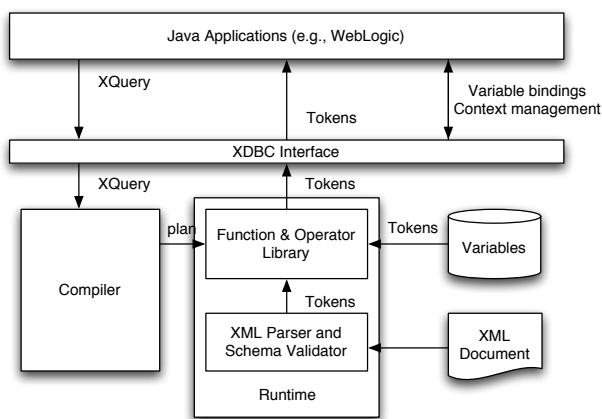 Java Applications (e.g., WebLogic)
XQuery
Tokens
Variable bindings
Context management
XDBC Interface
XQuery
Tokens
Compiler
plan
Function & Operator
Library
Tokens
Variables
Tokens
XML Parser and
Schema Validator
XML
Document
Runtime